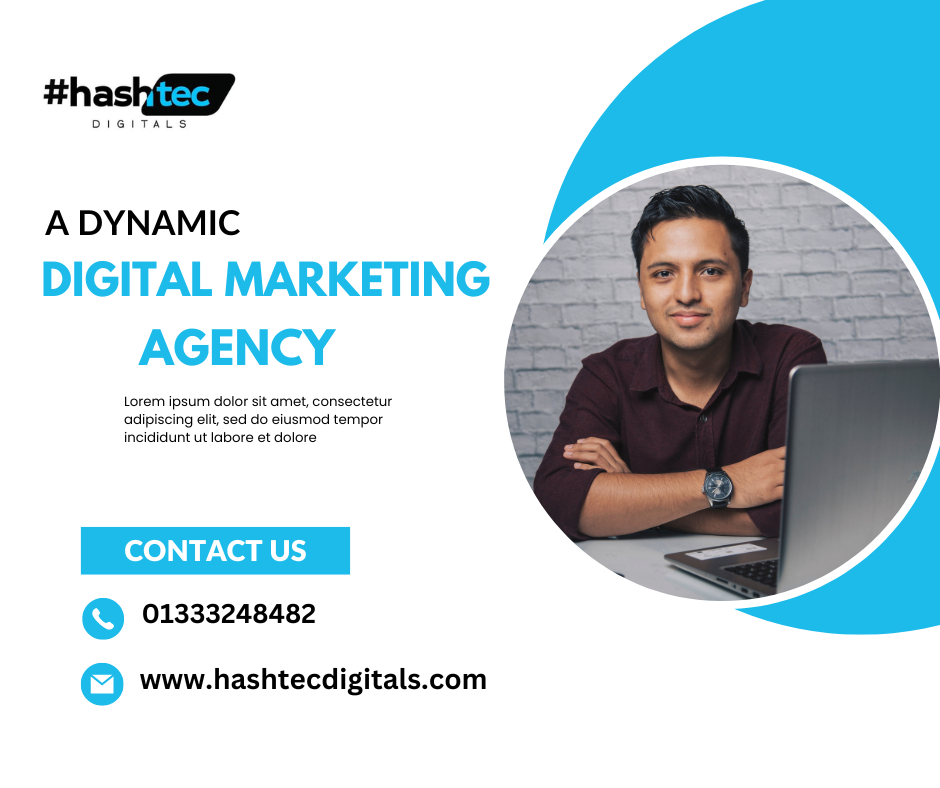 #hashtec
DIGITALS
A DYNAMIC
DIGITAL MARKETING
AGENCY
Lorem ipsum dolor sit amet, consectetur
adipiscing elit, sed do eiusmod tempor
incididunt ut labore et dolore
CONTACT US
01333248482
www.hashtecdigitals.com